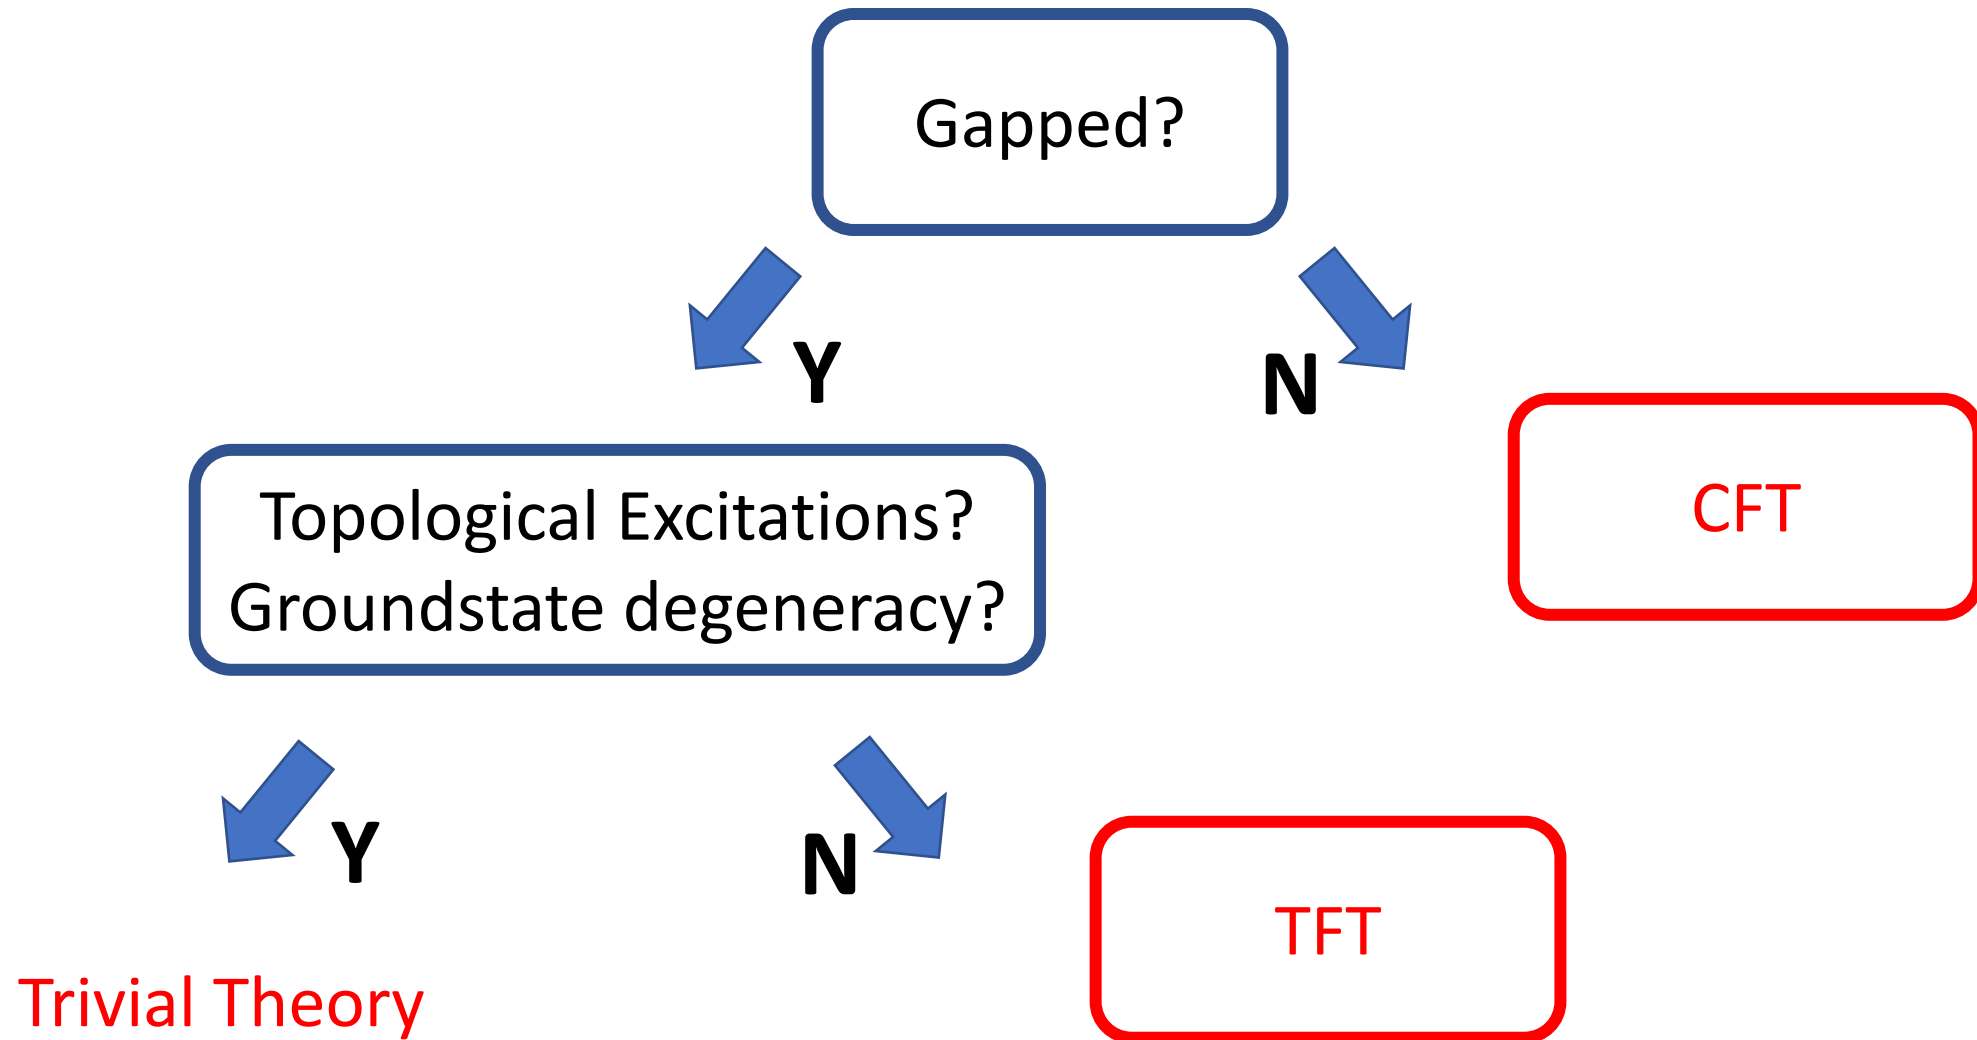 Gapped?
Y
N
CFT
Topological Excitations?
Groundstate degeneracy?
Y
N
TFT
Trivial Theory